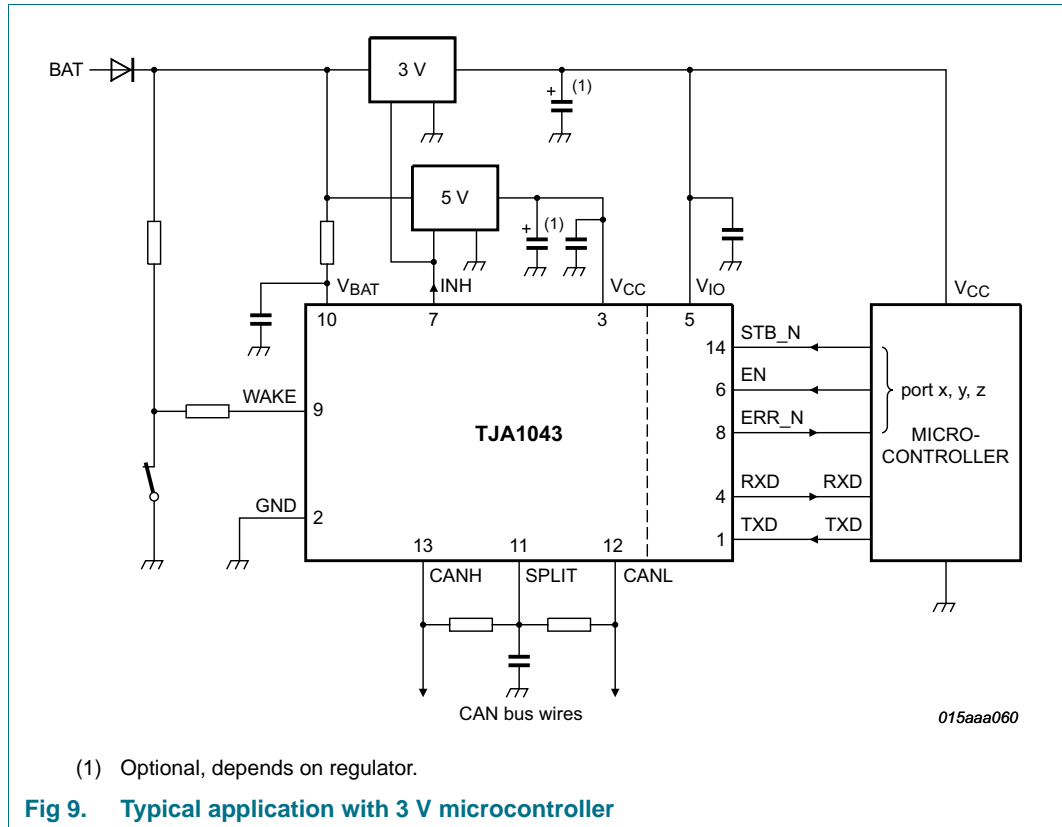 BAT
3 V
+ (1)
5 V
+ (1)
VBAT
INH
VCC
VIO
VCC
10
7
3
5
14
STB_N
6
EN
port x, y, z
WAKE
9
TJA1043
8
ERR_N
MICRO-
CONTROLLER
4
RXD
RXD
GND
2
1
TXD
TXD
13
11
12
CANH
SPLIT
CANL
CAN bus wires
015aaa060
(1) Optional, depends on regulator.
Fig 9. Typical application with 3 V microcontroller